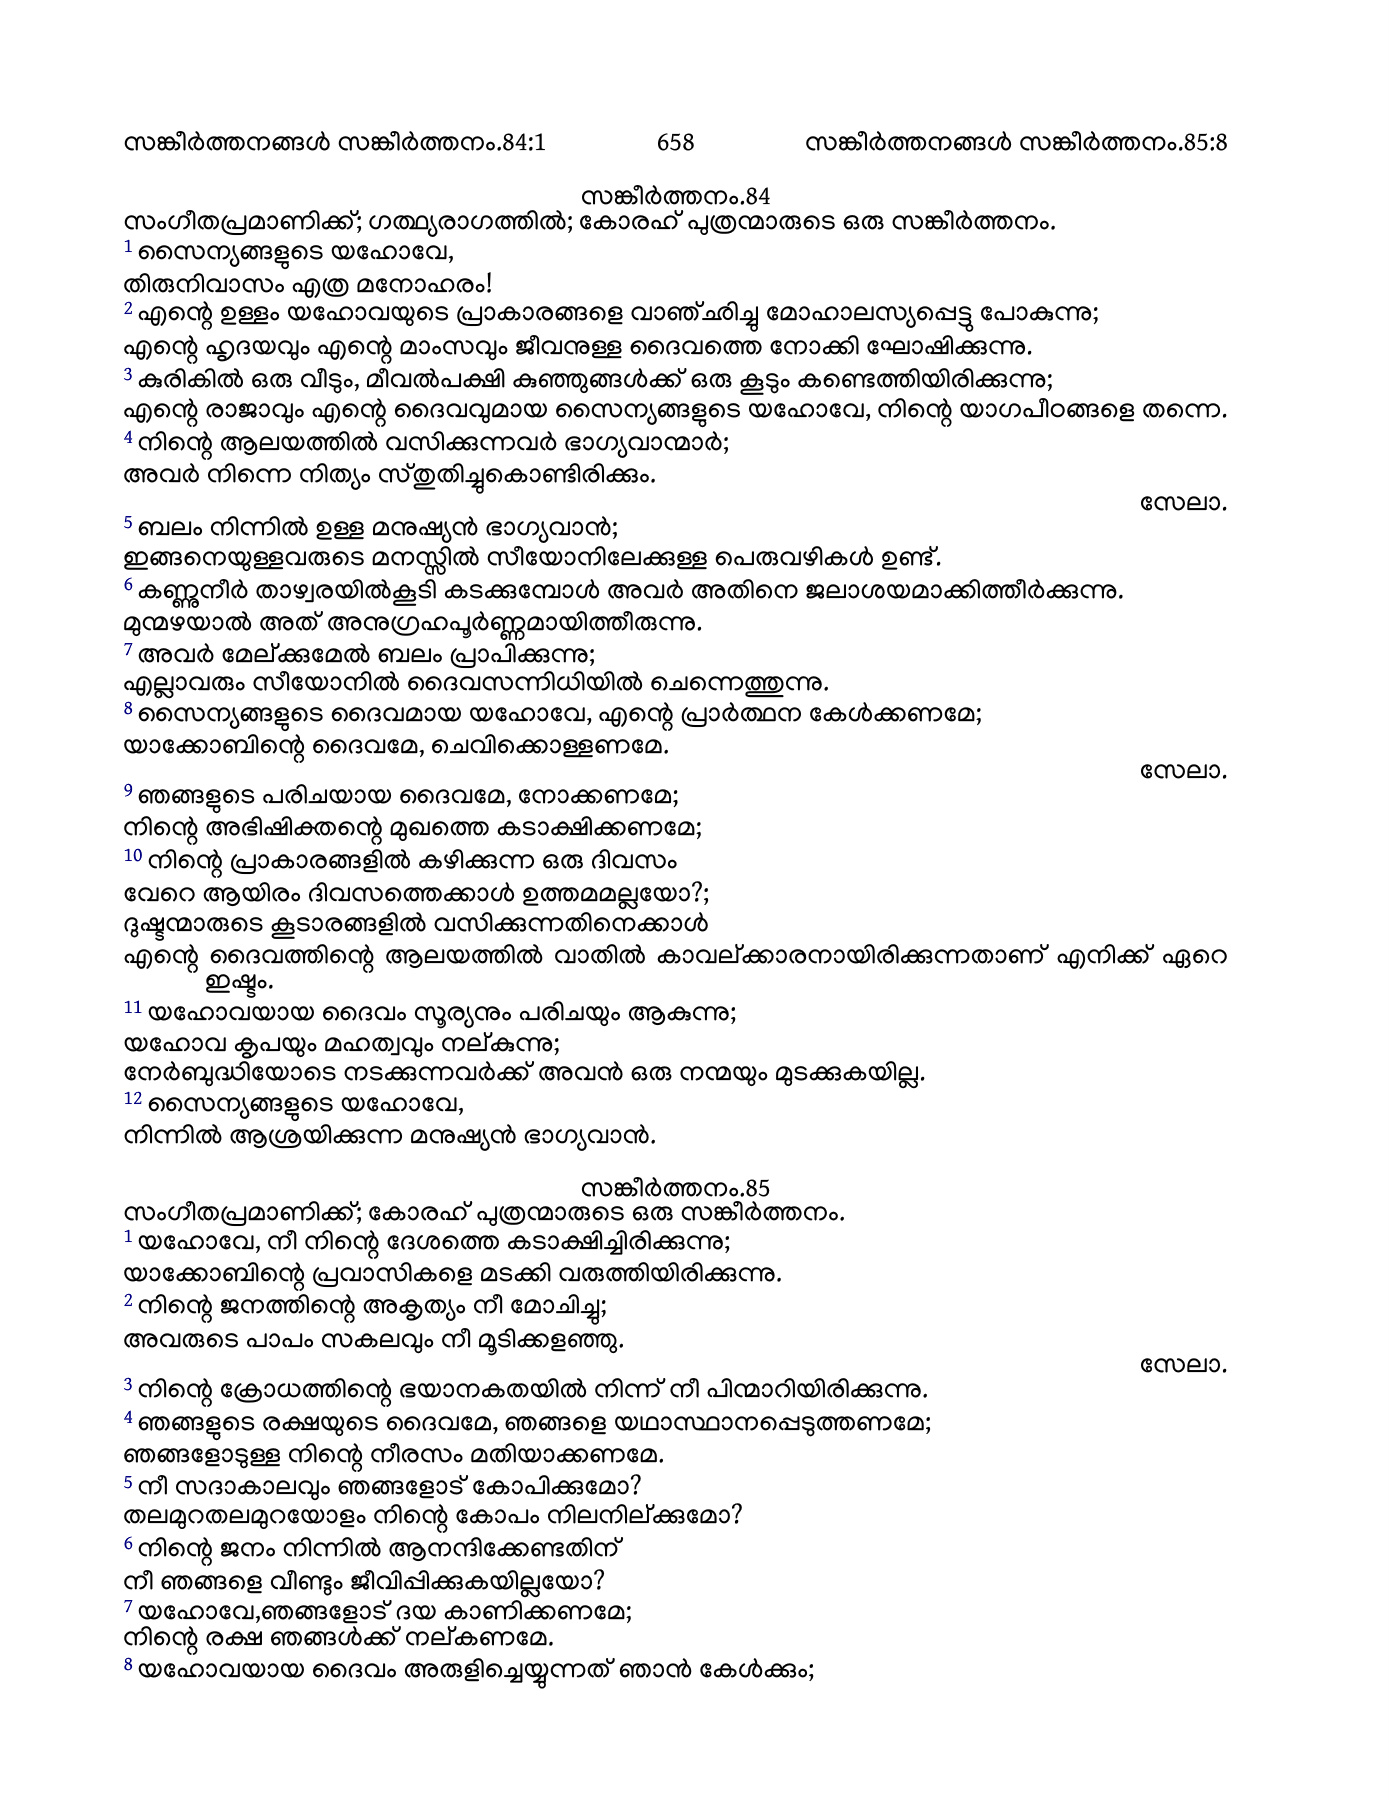 സങ്കീർത്തനങ്ങൾ സങ്കീർത്തനം.84:1 658 സങ്കീർത്തനങ്ങൾ സങ്കീർത്തനം.85:8
സങ്കീർത്തനം.84
സംഗീതപ്രമാണിക്ക്; ഗത്ഥ്യരാഗത്തിൽ; കോരഹ് പുത്രന്മാരുടെ ഒരു സങ്കീർത്തനം.
1 സൈന്യങ്ങളുടെ യഹോവേ,
തിരുനിവാസം എത്ര മനോഹരം!
2 എന്റെ ഉള്ളം യഹോവയുടെ പ്രാകാരങ്ങളെ വാഞ്ഛിച്ചു മോഹാലസ്യപ്പെട്ടു പോകുന്നു;
എന്റെ ഹൃദയവും എന്റെ മാംസവും ജീവനുള്ള ദൈവത്തെ നോക്കി ഘോഷിക്കുന്നു.
3 കുരികിൽ ഒരു വീടും, മീവൽപക്ഷി കുഞ്ഞുങ്ങൾക്ക് ഒരു കൂടും കണ്ടെത്തിയിരിക്കുന്നു;
എന്റെ രാജാവും എന്റെ ദൈവവുമായ സൈന്യങ്ങളുടെ യഹോവേ, നിന്റെ യാഗപീഠങ്ങളെ തന്നെ.
4 നിന്റെ ആലയത്തിൽ വസിക്കുന്നവർ ഭാഗ്യവാന്മാർ;
അവർ നിന്നെ നിത്യം സ്തുതിച്ചുകൊണ്ടിരിക്കും.
സേലാ.
5 ബലം നിന്നിൽ ഉള്ള മനുഷ്യൻ ഭാഗ്യവാൻ;
ഇങ്ങനെയുള്ളവരുടെ മനസ്സിൽ സീയോനിലേക്കുള്ള പെരുവഴികൾ ഉണ്ട്.
6 കണ്ണുനീർ താഴ്വരയിൽകൂടി കടക്കുമ്പോൾ അവർ അതിനെ ജലാശയമാക്കിത്തീർക്കുന്നു.
മുന്മഴയാൽ അത് അനുഗ്രഹപൂർണ്ണമായിത്തീരുന്നു.
7 അവർ മേല്ക്കുമേൽ ബലം പ്രാപിക്കുന്നു;
എല്ലാവരും സീയോനിൽ ദൈവസന്നിധിയിൽ ചെന്നെത്തുന്നു.
8 സൈന്യങ്ങളുടെ ദൈവമായ യഹോവേ, എന്റെ പ്രാർത്ഥന കേൾക്കണമേ;
യാക്കോബിന്റെ ദൈവമേ, ചെവിക്കൊള്ളണമേ.
സേലാ.
9 ഞങ്ങളുടെ പരിചയായ ദൈവമേ, നോക്കണമേ;
നിന്റെ അഭിഷിക്തന്റെ മുഖത്തെ കടാക്ഷിക്കണമേ;
10 നിന്റെ പ്രാകാരങ്ങളിൽ കഴിക്കുന്ന ഒരു ദിവസം
വേറെ ആയിരം ദിവസത്തെക്കാൾ ഉത്തമമല്ലയോ?;
ദുഷ്ടന്മാരുടെ കൂടാരങ്ങളിൽ വസിക്കുന്നതിനെക്കാൾ
എന്റെ ദൈവത്തിന്റെ ആലയത്തിൽ വാതിൽ കാവല്ക്കാരനായിരിക്കുന്നതാണ് എനിക്ക് ഏറെ
ഇഷ്ടം.
11 യഹോവയായ ദൈവം സൂര്യനും പരിചയും ആകുന്നു;
യഹോവ കൃപയും മഹത്വവും നല്കുന്നു;
നേർബുദ്ധിയോടെ നടക്കുന്നവർക്ക് അവൻ ഒരു നന്മയും മുടക്കുകയില്ല.
12 സൈന്യങ്ങളുടെ യഹോവേ,
നിന്നിൽ ആശ്രയിക്കുന്ന മനുഷ്യൻ ഭാഗ്യവാൻ.
സങ്കീർത്തനം.85
സംഗീതപ്രമാണിക്ക്; കോരഹ് പുത്രന്മാരുടെ ഒരു സങ്കീർത്തനം.
1 യഹോവേ, നീ നിന്റെ ദേശത്തെ കടാക്ഷിച്ചിരിക്കുന്നു;
യാക്കോബിന്റെ പ്രവാസികളെ മടക്കി വരുത്തിയിരിക്കുന്നു.
2 നിന്റെ ജനത്തിന്റെ അകൃത്യം നീ മോചിച്ചു;
അവരുടെ പാപം സകലവും നീ മൂടിക്കളഞ്ഞു.
സേലാ.
3 നിന്റെ ക്രോധത്തിന്റെ ഭയാനകതയിൽ നിന്ന് നീ പിന്മാറിയിരിക്കുന്നു.
4 ഞങ്ങളുടെ രക്ഷയുടെ ദൈവമേ, ഞങ്ങളെ യഥാസ്ഥാനപ്പെടുത്തണമേ;
ഞങ്ങളോടുള്ള നിന്റെ നീരസം മതിയാക്കണമേ.
5 നീ സദാകാലവും ഞങ്ങളോട് കോപിക്കുമോ?
തലമുറതലമുറയോളം നിന്റെ കോപം നിലനില്ക്കുമോ?
6 നിന്റെ ജനം നിന്നിൽ ആനന്ദിക്കേണ്ടതിന്
നീ ഞങ്ങളെ വീണ്ടും ജീവിപ്പിക്കുകയില്ലയോ?
7 യഹോവേ,ഞങ്ങളോട് ദയ കാണിക്കണമേ;
നിന്റെ രക്ഷ ഞങ്ങൾക്ക് നല്കണമേ.
8 യഹോവയായ ദൈവം അരുളിച്ചെയ്യുന്നത് ഞാൻ കേൾക്കും;